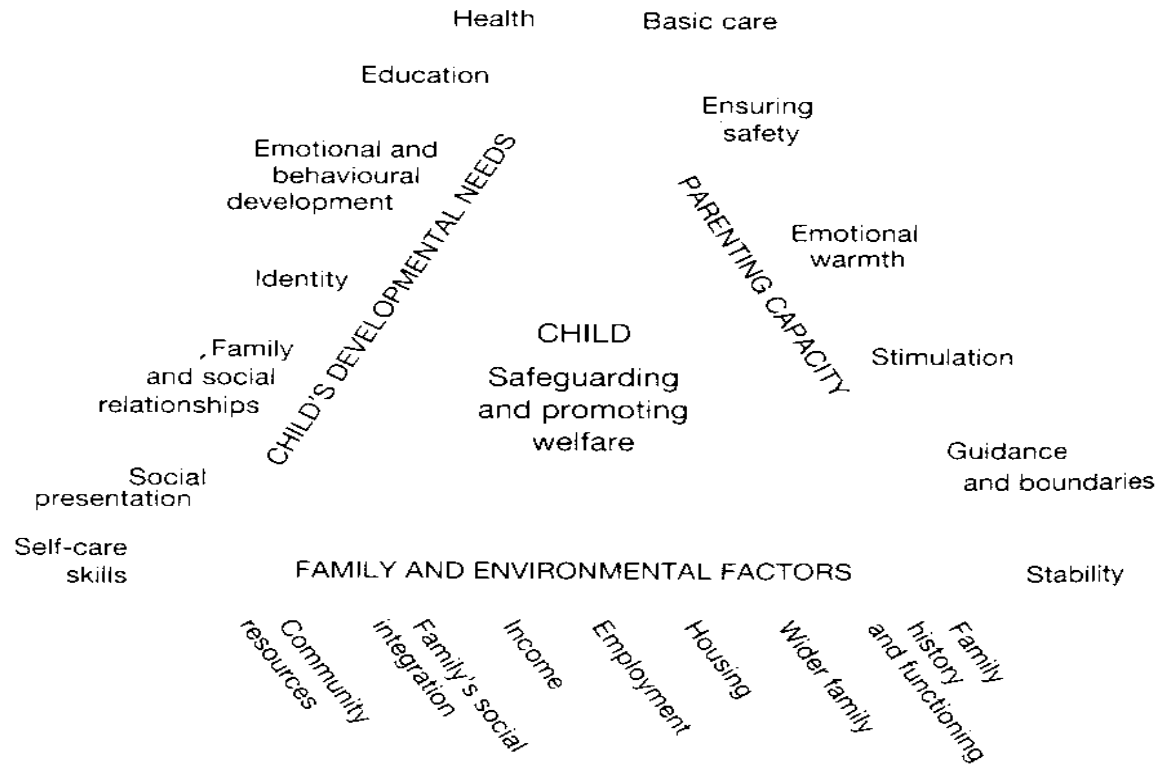 Health
Education
Emotional and
behavioural
development
Identity
Family
and social
relationships
Social
presentation
Self-care
skills
CHILD'S DEVELOPMENTAL NEEDS
Basic care
Ensuring
safety
Emotional
warmth
Stimulation
Guidance
and boundaries
Stability
PARENTING CAPACITY
CHILD
Safeguarding
and promoting
welfare
FAMILY AND ENVIRONMENTAL FACTORS
Community
resources
Family's social
integration
Income
Employment
Housing
Wider family
Family
history
and functioning